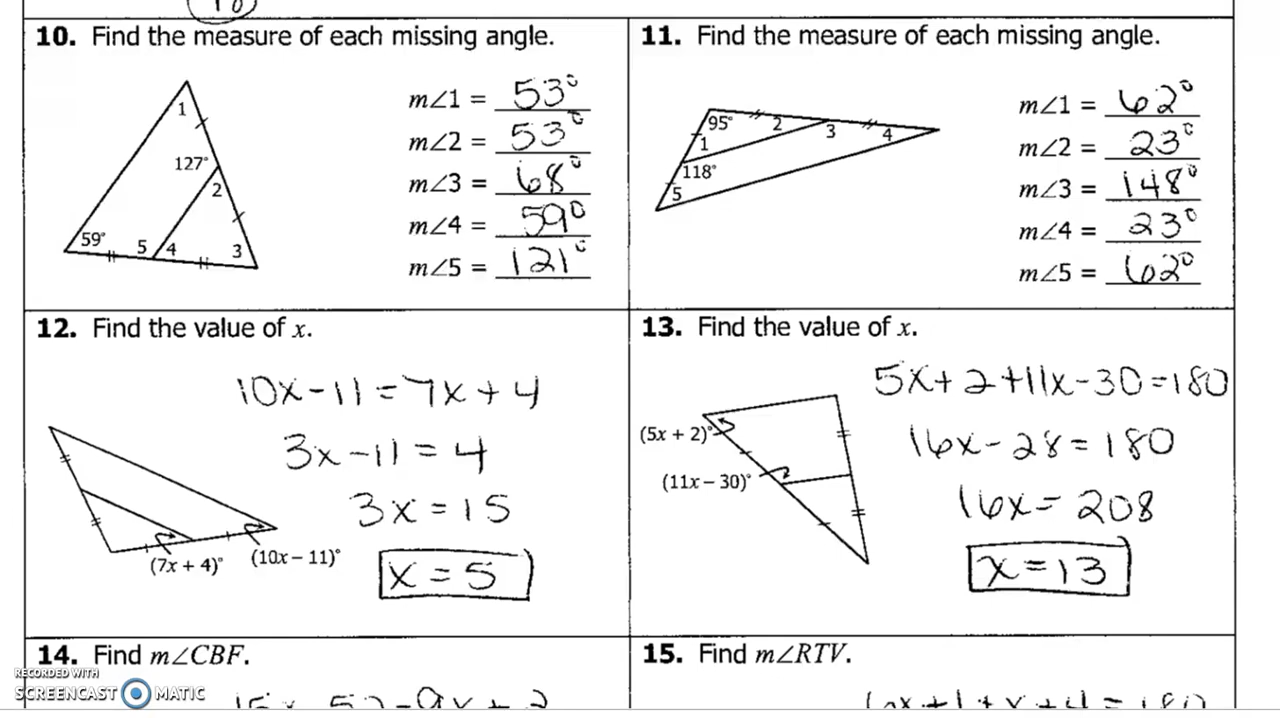 10. Find the measure of each missing angle.
1
127°
2
59°
5
4
3
m∠1 = 53°
m∠2 = 53°
m∠3 = 68°
m∠4 = 59°
m∠5 = 121°
11. Find the measure of each missing angle.
95°
2
3
4
1
118°
5
m∠1 = 62°
m∠2 = 23°
m∠3 = 148°
m∠4 = 23°
m∠5 = 62°
12. Find the value of x.
10x - 11 = 7x + 4
3x - 11 = 4
3x = 15
x = 5
(7x + 4)°
(10x – 11)°
13. Find the value of x.
5x + 2 + 11x - 30 = 180
16x - 28 = 180
16x = 208
x = 13
(5x + 2)°
(11x – 30)°
14. Find m∠CBF.
15. Find m∠RTV.
RECORDED WITH
SCREENCAST MATIC